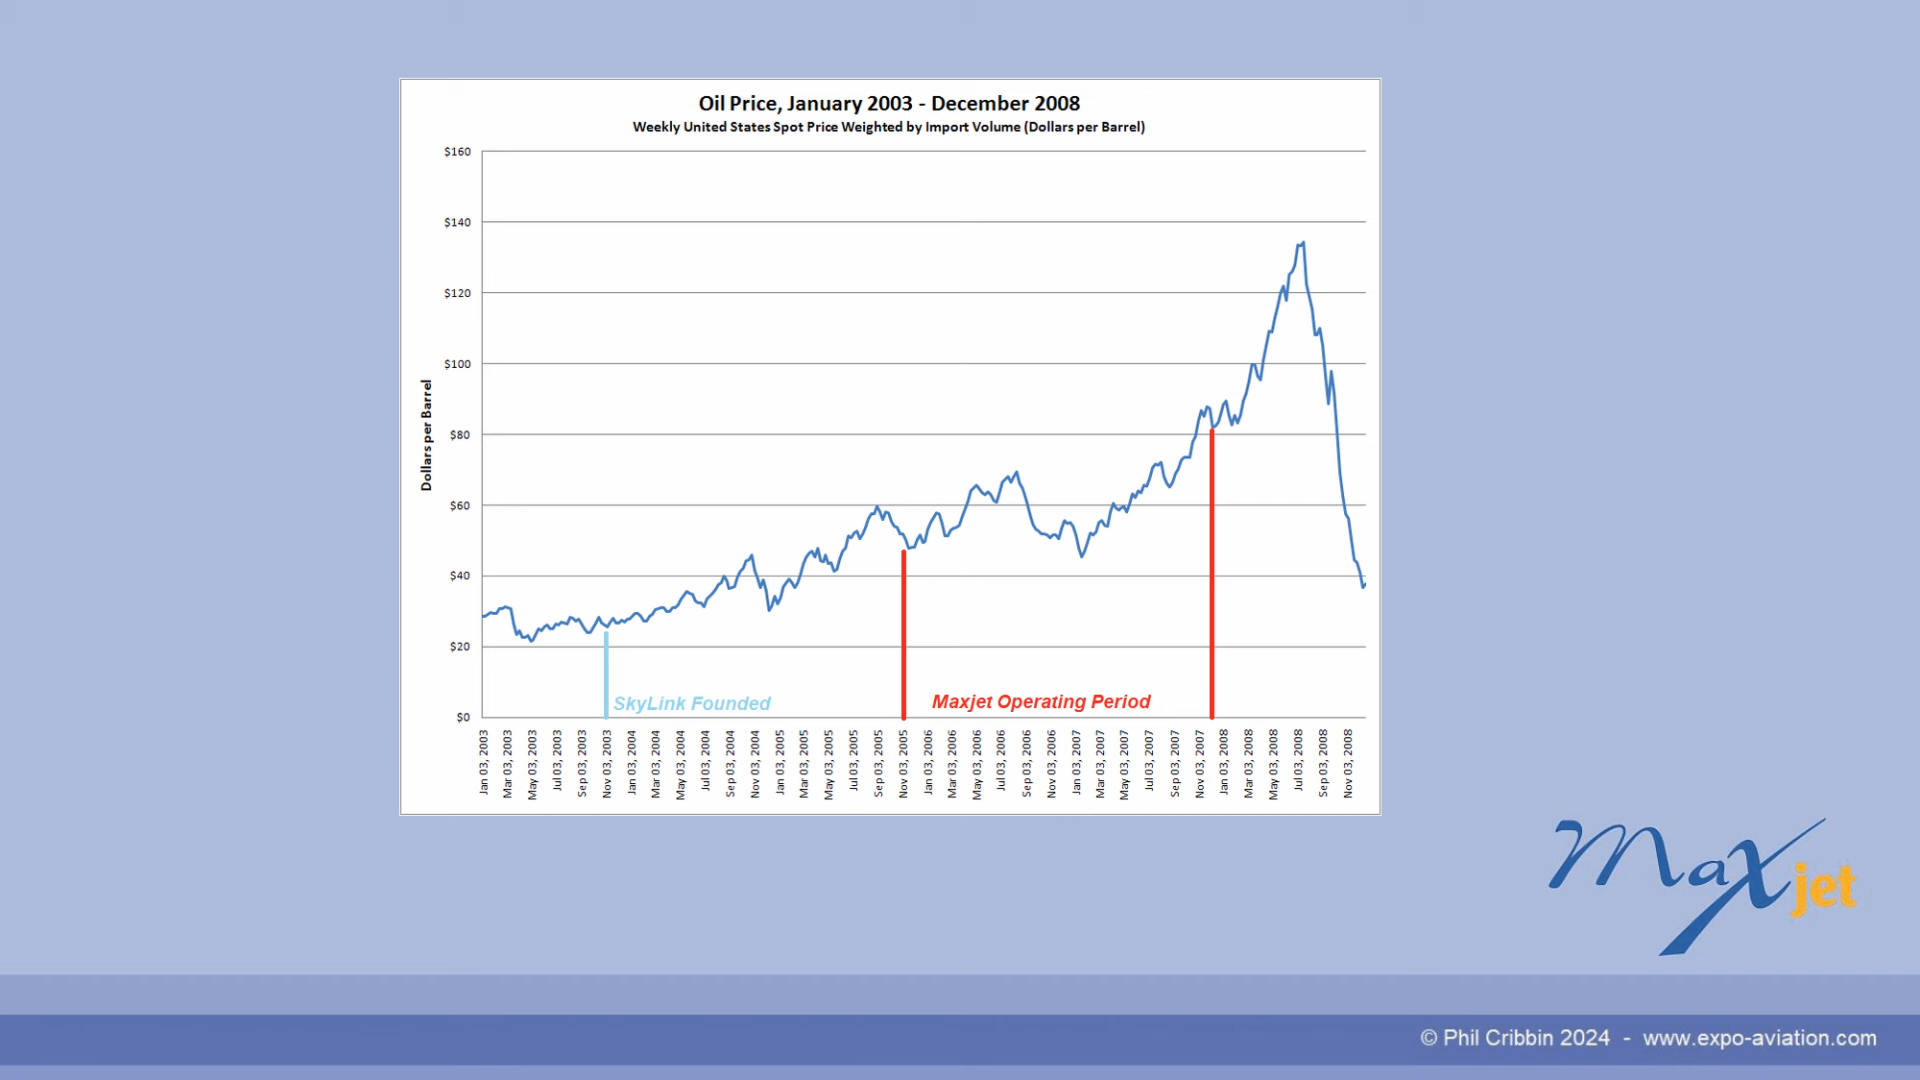 Oil Price, January 2003 - December 2008
Weekly United States Spot Price Weighted by Import Volume (Dollars per Barrel)
$160
$140
$120
$100
$80
$60
$40
$20
$0
Dollars per Barrel
SkyLink Founded
Maxjet Operating Period
Jan 03, 2003
Mar 03, 2003
May 03, 2003
Jul 03, 2003
Sep 03, 2003
Nov 03, 2003
Jan 03, 2004
Mar 03, 2004
May 03, 2004
Jul 03, 2004
Sep 03, 2004
Nov 03, 2004
Jan 03, 2005
Mar 03, 2005
May 03, 2005
Jul 03, 2005
Sep 03, 2005
Nov 03, 2005
Jan 03, 2006
Mar 03, 2006
May 03, 2006
Jul 03, 2006
Sep 03, 2006
Nov 03, 2006
Jan 03, 2007
Mar 03, 2007
May 03, 2007
Jul 03, 2007
Sep 03, 2007
Nov 03, 2007
Jan 03, 2008
Mar 03, 2008
May 03, 2008
Jul 03, 2008
Sep 03, 2008
Nov 03, 2008
Maxjet
© Phil Cribbin 2024 - www.expo-aviation.com